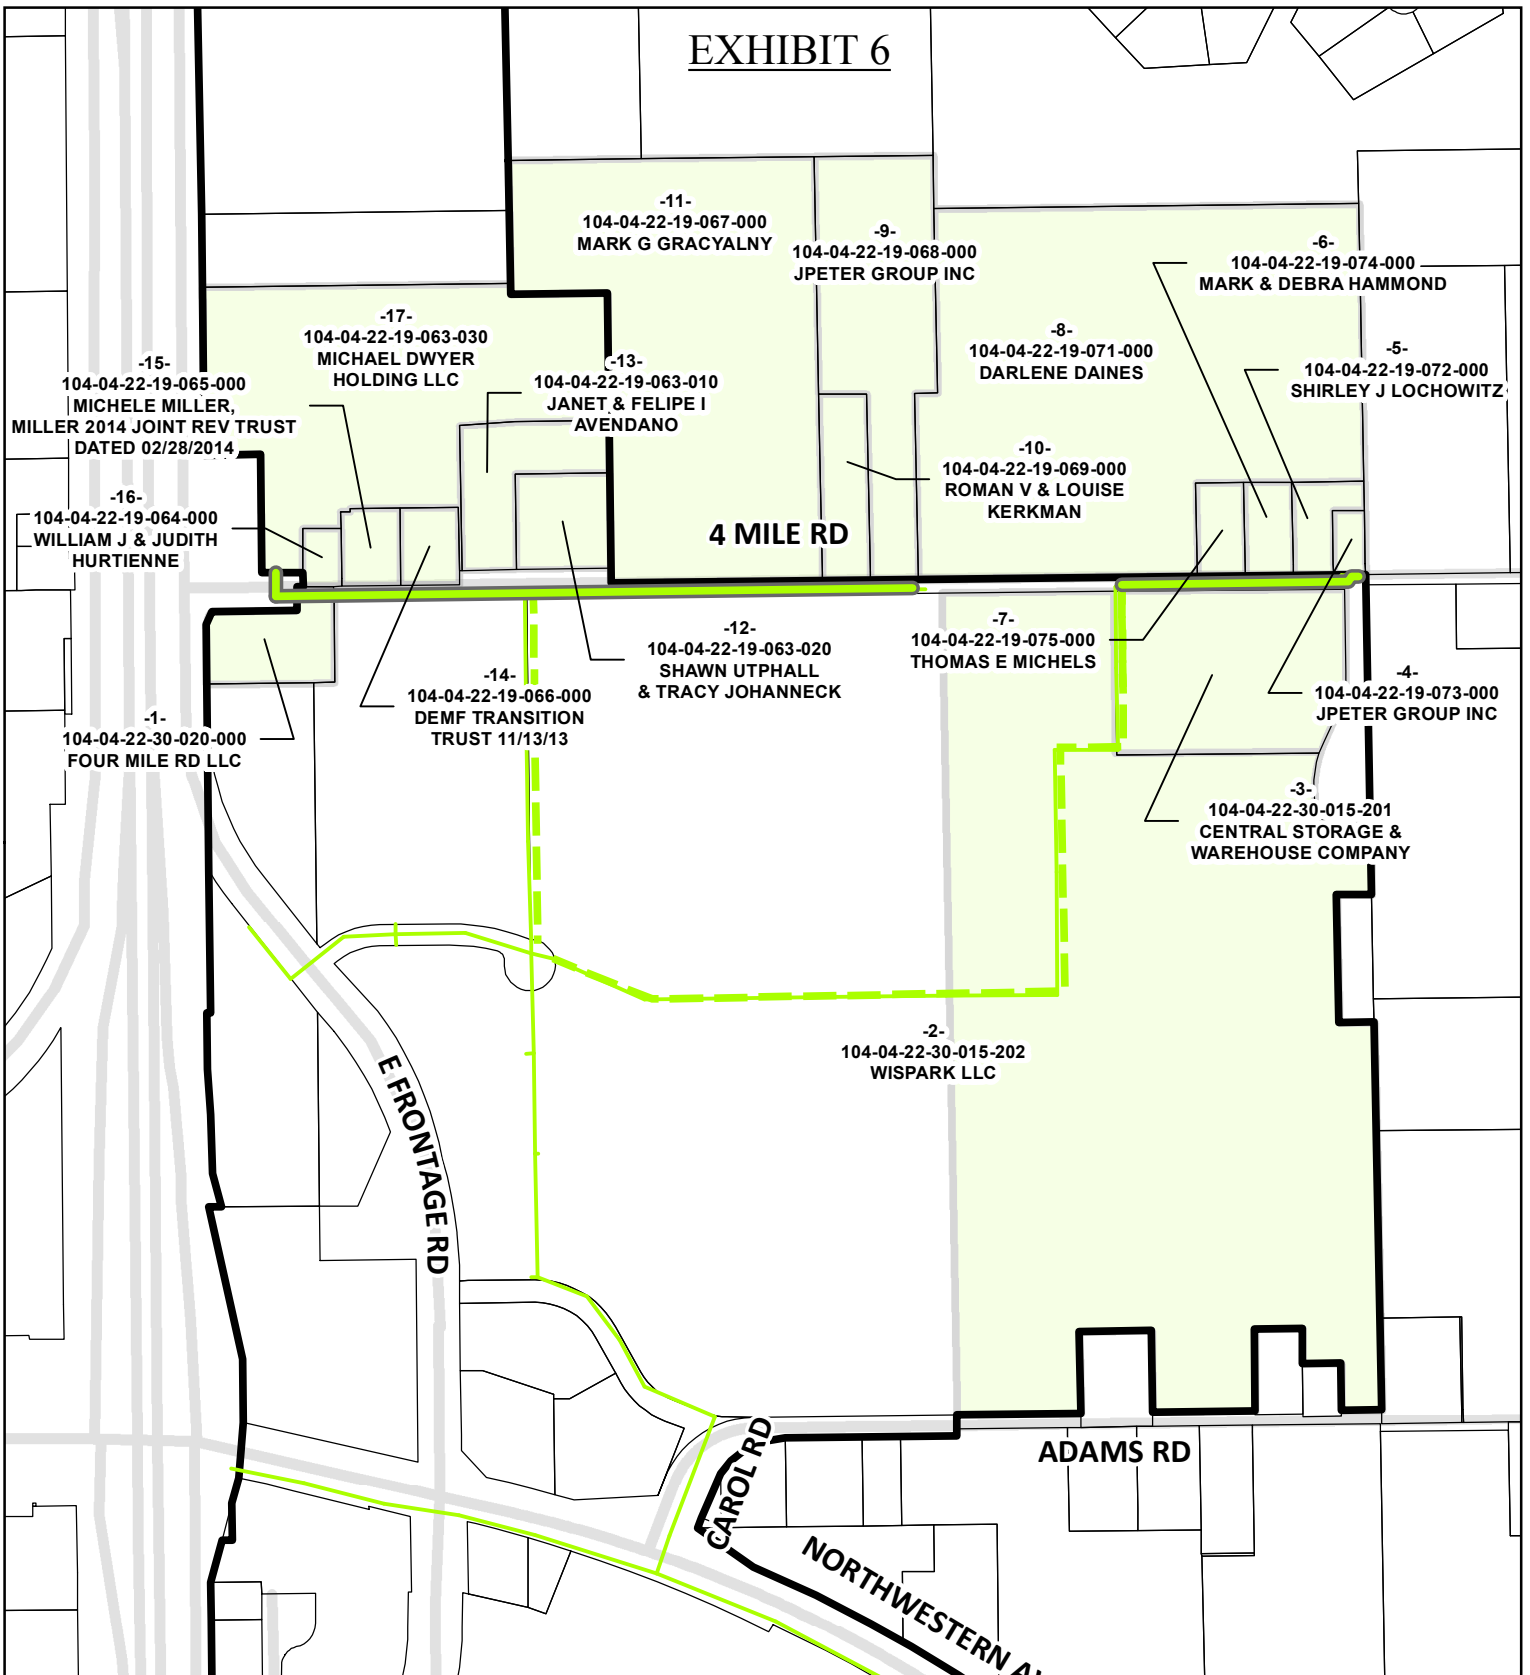 EXHIBIT 6
-11-
104-04-22-19-067-000
MARK G GRACYALNY
-9-
104-04-22-19-068-000
JPETER GROUP INC
-6-
104-04-22-19-074-000
MARK & DEBRA HAMMOND
-17-
104-04-22-19-063-030
MICHAEL DWYER
HOLDING LLC
-8-
104-04-22-19-071-000
DARLENE DAINES
-5-
104-04-22-19-072-000
SHIRLEY J LOCHOWITZ
-15-
104-04-22-19-065-000
MICHELE MILLER,
MILLER 2014 JOINT REV TRUST
DATED 02/28/2014
-13-
104-04-22-19-063-010
JANET & FELIPE I
AVENDANO
-10-
104-04-22-19-069-000
ROMAN V & LOUISE
KERKMAN
-16-
104-04-22-19-064-000
WILLIAM J & JUDITH
HURTIENNE
4 MILE RD
-12-
104-04-22-19-063-020
SHAWN UTPHALL
& TRACY JOHANNECK
-7-
104-04-22-19-075-000
THOMAS E MICHELS
-14-
104-04-22-19-066-000
DEMF TRANSITION
TRUST 11/13/13
-4-
104-04-22-19-073-000
JPETER GROUP INC
-1-
104-04-22-30-020-000
FOUR MILE RD LLC
-3-
104-04-22-30-015-201
CENTRAL STORAGE &
WAREHOUSE COMPANY
-2-
104-04-22-30-015-202
WISPARK LLC
E FRONTAGE RD
CAROL RD
ADAMS RD
NORTHWESTERN